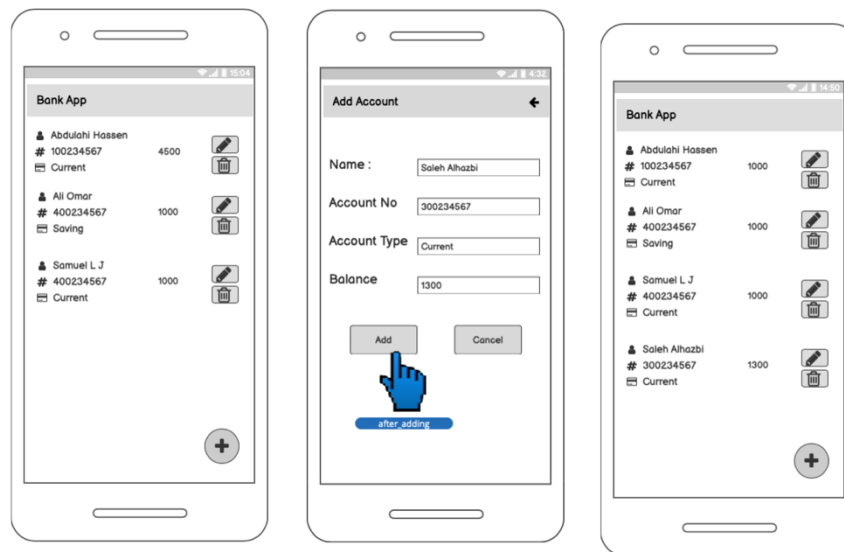 15:04
Bank App
Abdulahi Hassen
# 100234567 4500
Current
Ali Omar
# 400234567 1000
Saving
Samuel L J
# 400234567 1000
Current
+
4:32
Add Account
Name : Saleh Alhazbi
Account No 300234567
Account Type Current
Balance 1300
Add Cancel
after_adding
14:50
Bank App
Abdulahi Hassen
# 100234567 1000
Current
Ali Omar
# 400234567 1000
Saving
Samuel L J
# 400234567 1000
Current
Saleh Alhazbi
# 300234567 1300
Current
+